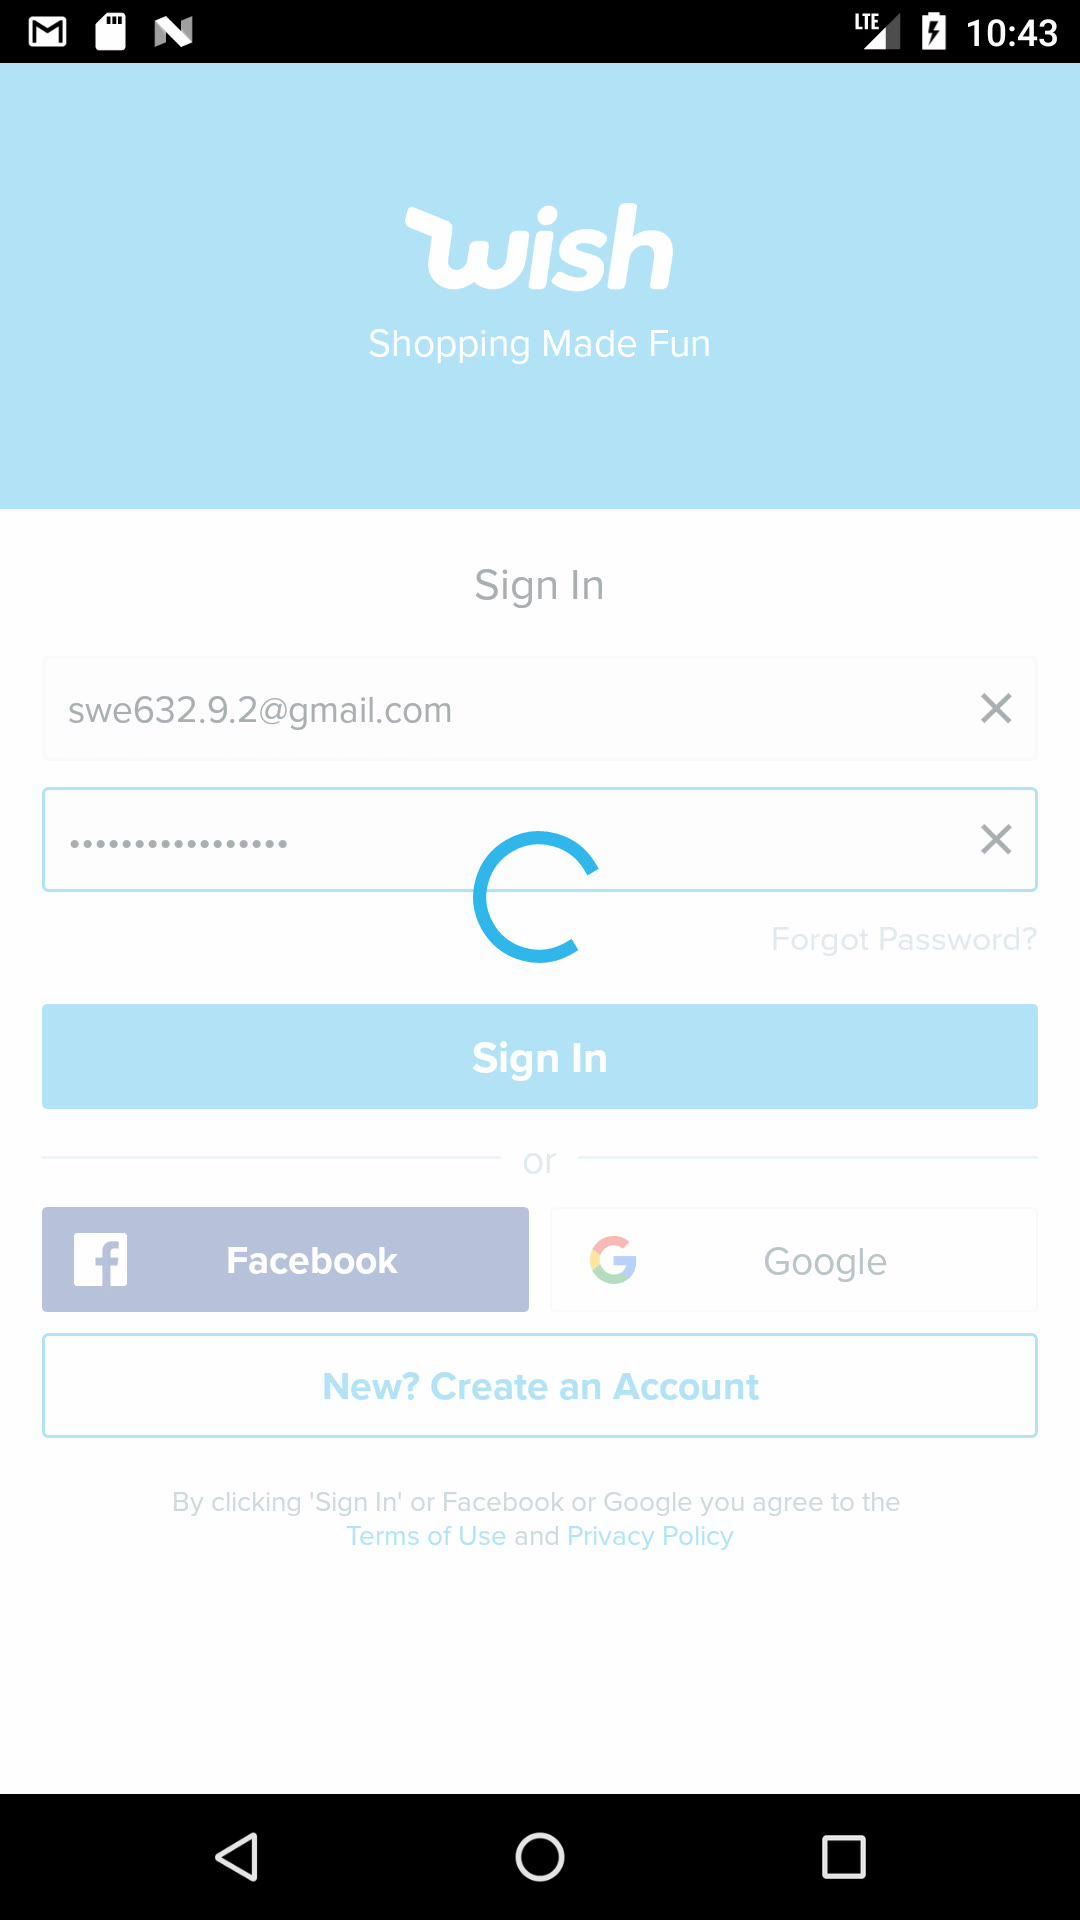 LTE 10:43
wish
Shopping Made Fun
Sign In
swe632.9.2@gmail.com
•••••••••••••••••
Forgot Password?
Sign In
or
Facebook
Google
New? Create an Account
By clicking 'Sign In' or Facebook or Google you agree to the
Terms of Use and Privacy Policy